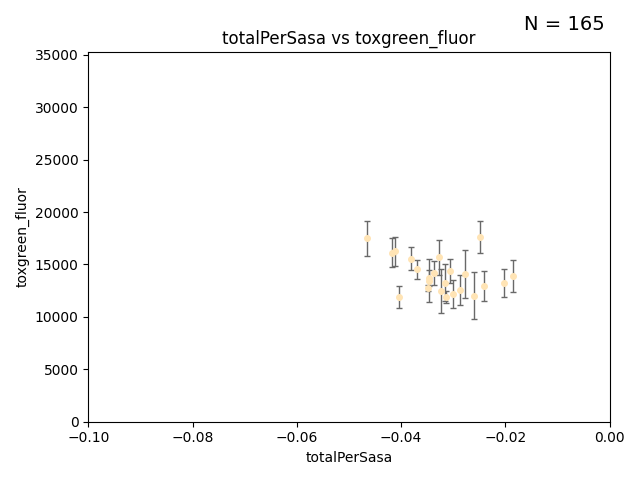 N = 165
totalPerSasa vs toxgreen_fluor
35000
30000
25000
20000
15000
10000
5000
0
toxgreen_fluor
−0.10 −0.08 −0.06 −0.04 −0.02 0.00
totalPerSasa